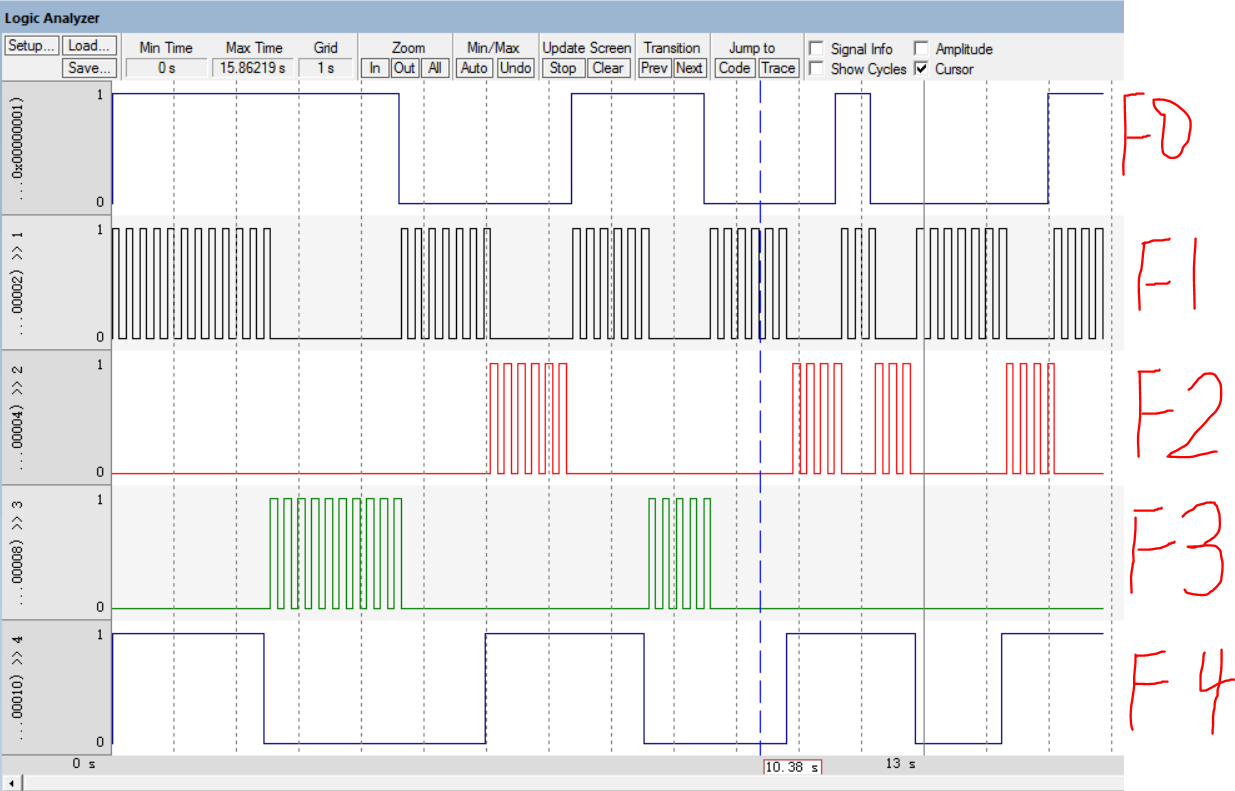 Logic Analyzer
Setup... Load... Min Time Max Time Grid Zoom Min/Max Update Screen Transition Jump to Signal Info Amplitude
Save... 0 s 15.86219 s 1 s In Out All Auto Undo Stop Clear Prev Next Code Trace Show Cycles Cursor
1
...0x00000001)
0
F0
1
...00002) >> 1
0
F1
1
...00004) >> 2
0
F2
1
...00008) >> 3
0
F3
1
...00010) >> 4
0
F4
0 s 10.38 s 13 s